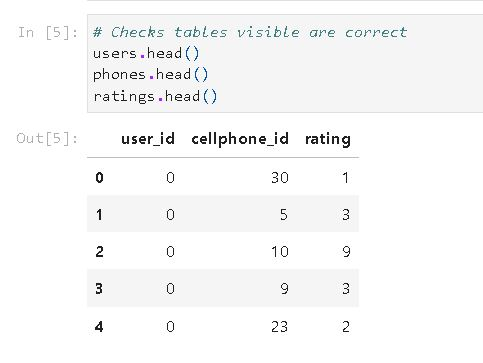 In [5]: # Checks tables visible are correct
users.head()
phones.head()
ratings.head()
Out[5]:
user_id cellphone_id rating
0 0 30 1
1 0 5 3
2 0 10 9
3 0 9 3
4 0 23 2